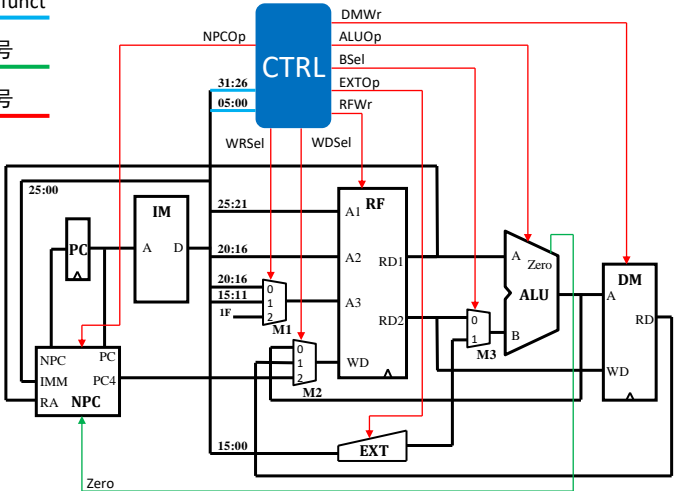 funct
号
号
DMWr
NPCOp
ALUOp
BSel
CTRL
EXTOp
31:26
05:00
RFWr
WRSel
WDSel
25:00
IM
25:21
A1
RF
A
D
PC
20:16
A2
RD1
A
Zero
DM
20:16
15:11
1F
0
1
2
M1
A3
ALU
A
RD
RD2
0
1
M3
B
NPC
PC
IMM
PC4
RA
NPC
0
1
2
M2
WD
WD
15:00
EXT
Zero